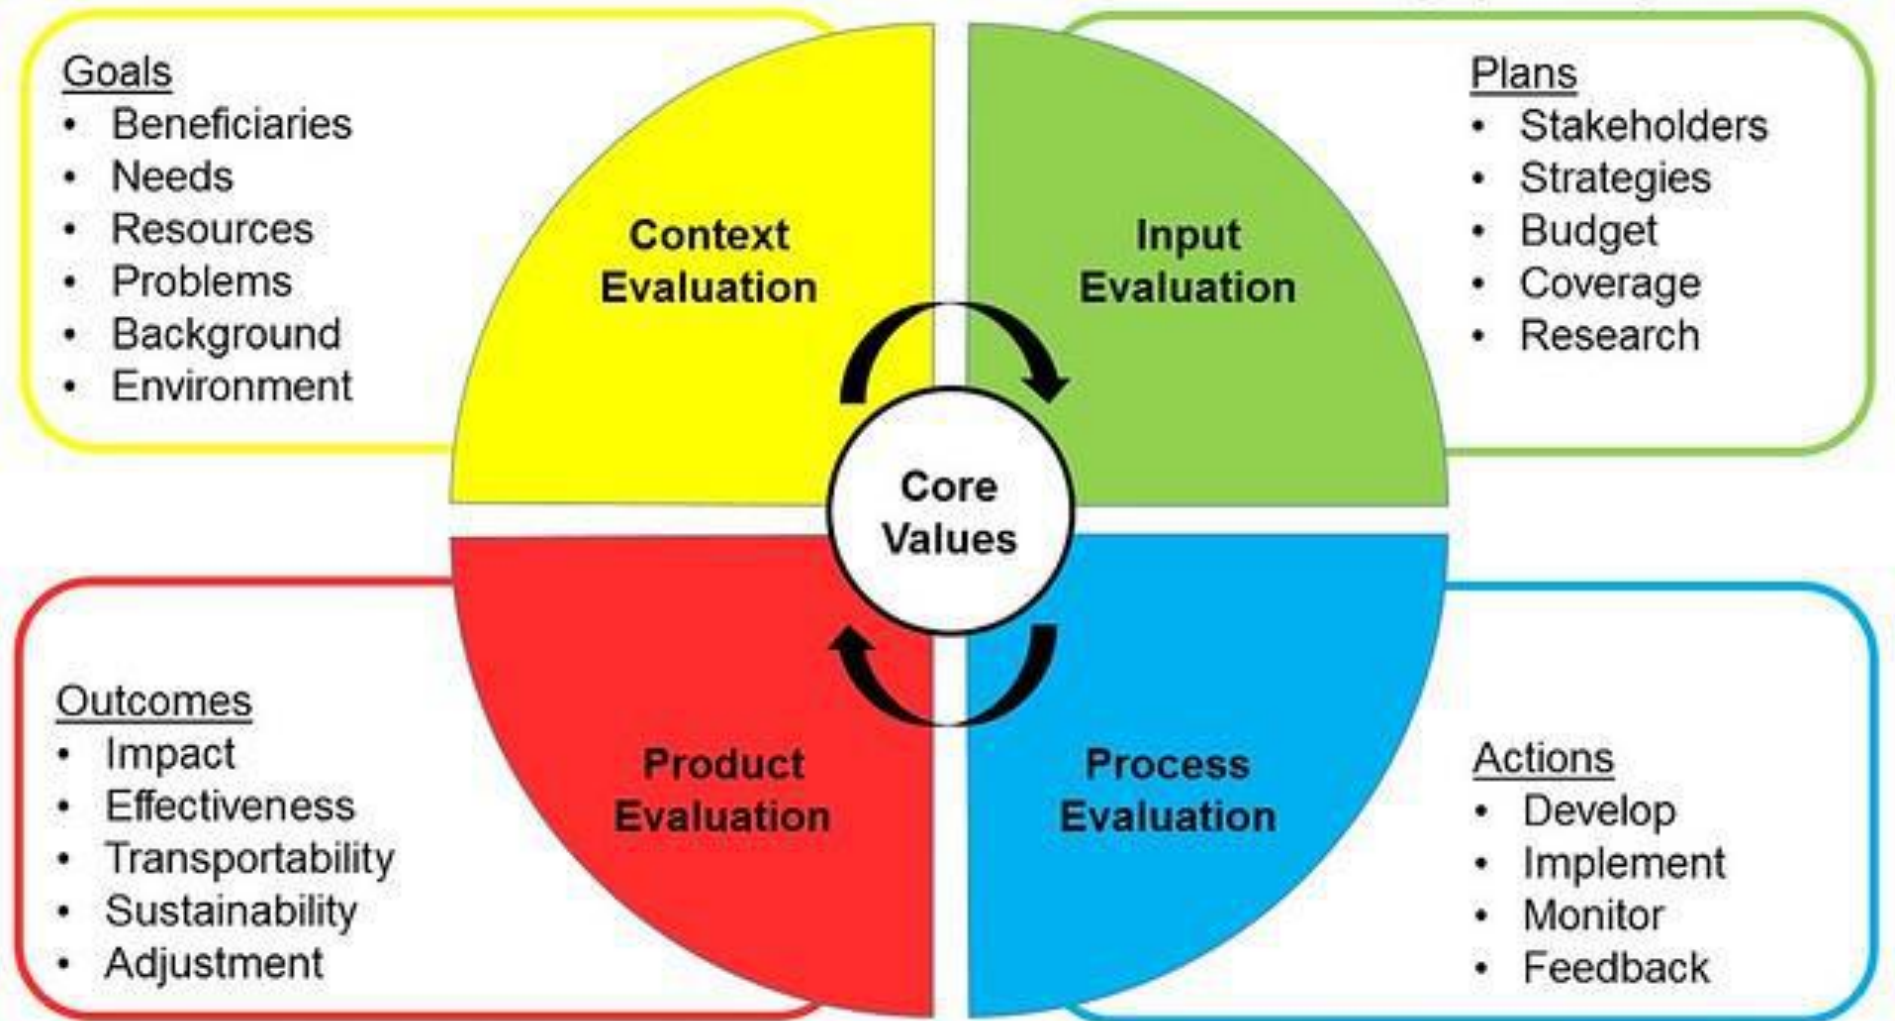 Goals
• Beneficiaries
• Needs
• Resources
• Problems
• Background
• Environment
Context
Evaluation
Input
Evaluation
Plans
• Stakeholders
• Strategies
• Budget
• Coverage
• Research
Core
Values
Outcomes
• Impact
• Effectiveness
• Transportability
• Sustainability
• Adjustment
Product
Evaluation
Process
Evaluation
Actions
• Develop
• Implement
• Monitor
• Feedback